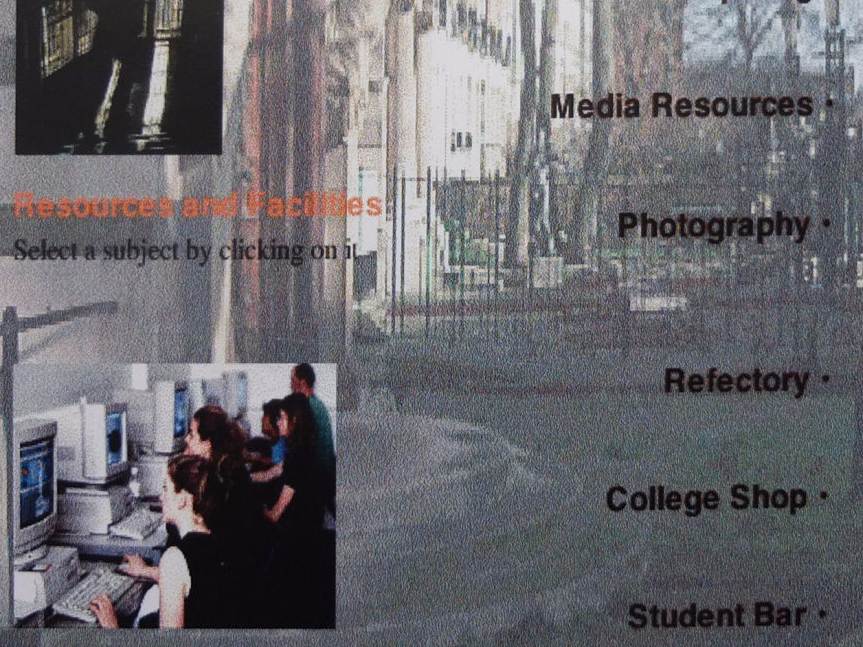 Media Resources •
Resources and Facilities
Photography •
Select a subject by clicking on it
Refectory •
College Shop •
Student Bar •